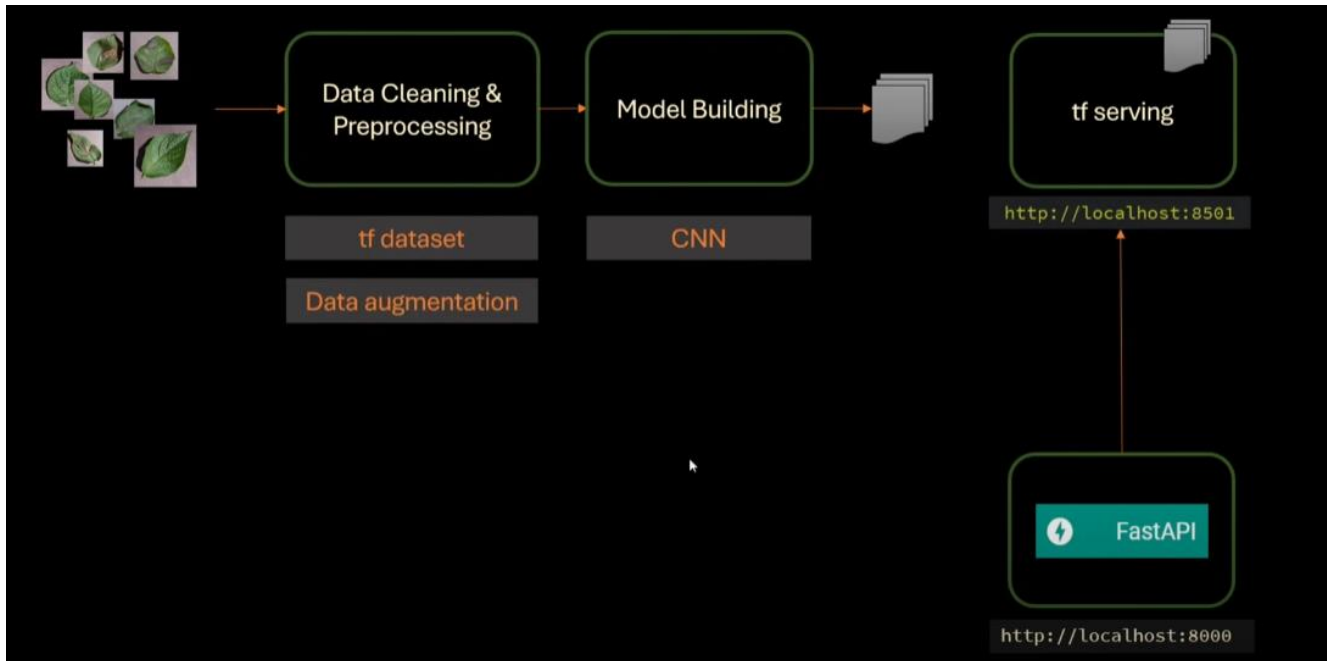 Data Cleaning &
Preprocessing
Model Building
tf serving
http://localhost:8501
tf dataset
CNN
Data augmentation
FastAPI
http://localhost:8000